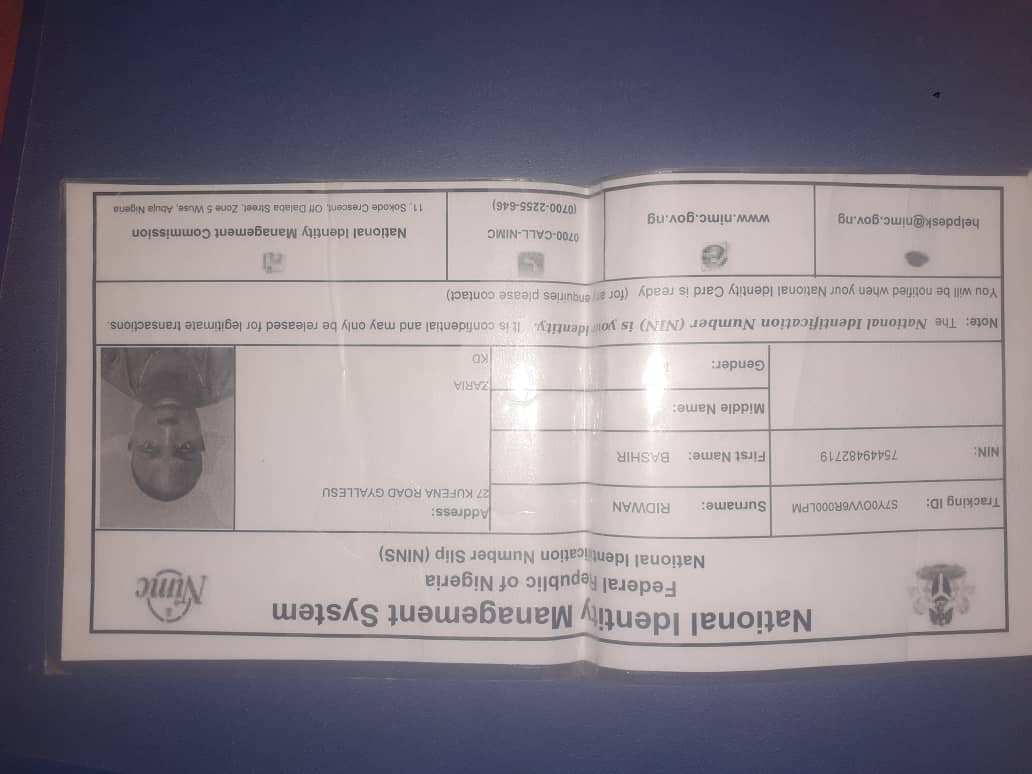 National Identity Management System
Federal Republic of Nigeria
National Identification Number Slip (NINS)
Nimc
Tracking ID: S7Y0OVV6R000LPM
Surname: RIDWAN
Address:
27 KUFENA ROAD GYALLESU
NIN: 75449482719
First Name: BASHIR
Middle Name:
ZARIA
Gender:
KD
Note: The National Identification Number (NIN) is your identity. It is confidential and may only be released for legitimate transactions.
You will be notified when your National Identity Card is ready (for any enquiries please contact)
helpdesk@nimc.gov.ng
www.nimc.gov.ng
0700-CALL-NIMC
(0700-2255-646)
National Identity Management Commission
11, Sokode Crescent, Off Dalaba Street, Zone 5 Wuse, Abuja Nigeria